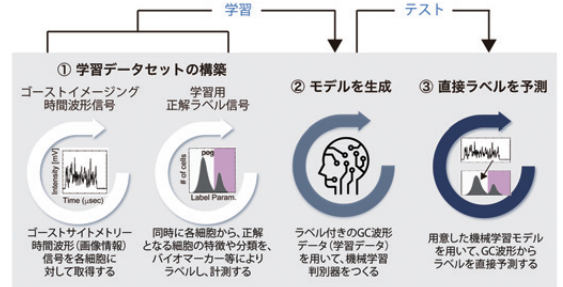 学習
テスト
① 学習データセットの構築
ゴーストイメージング
時間波形信号
学習用
正解ラベル信号
② モデルを生成
③ 直接ラベルを予測
Intensity [mV]
Time (μsec)
# of cells
Label Param.
ゴーストサイトメトリー
時間波形(画像情報)
信号を各細胞に
対して取得する
同時に各細胞から、正解
となる細胞の特徴や分類を、
バイオマーカー等により
ラベルし、計測する
ラベル付きのGC波形
データ(学習データ)
を用いて、機械学習
判別器をつくる
用意した機械学習モデル
を用いて、GC波形から
ラベルを直接予測する